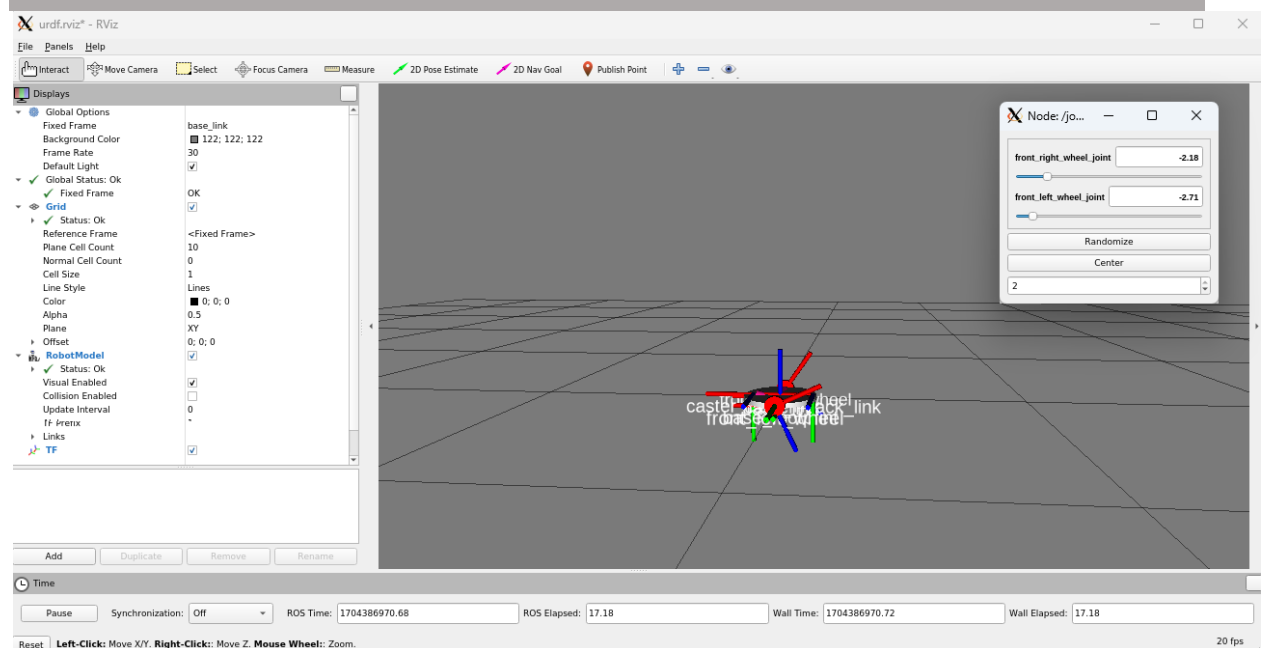 urdf.rviz* - RViz
File Panels Help
Interact Move Camera Select Focus Camera Measure 2D Pose Estimate 2D Nav Goal Publish Point
Displays
Global Options
Fixed Frame base_link
Background Color 122; 122; 122
Frame Rate 30
Default Light
Global Status: Ok
Fixed Frame OK
Grid
Status: Ok
Reference Frame <Fixed Frame>
Plane Cell Count 10
Normal Cell Count 0
Cell Size 1
Line Style Lines
Color 0; 0; 0
Alpha 0.5
Plane XY
Offset 0; 0; 0
RobotModel
Status: Ok
Visual Enabled
Collision Enabled
Update Interval 0
Links
TF
Add Duplicate Remove Rename
Node: /jo...
front_right_wheel_joint -2.18
front_left_wheel_joint -2.71
Randomize
Center
2
Time
Pause Synchronization: Off ROS Time: 1704386970.68 ROS Elapsed: 17.18 Wall Time: 1704386970.72 Wall Elapsed: 17.18
Reset Left-Click: Move X/Y. Right-Click:: Move Z. Mouse Wheel:: Zoom. 20 fps